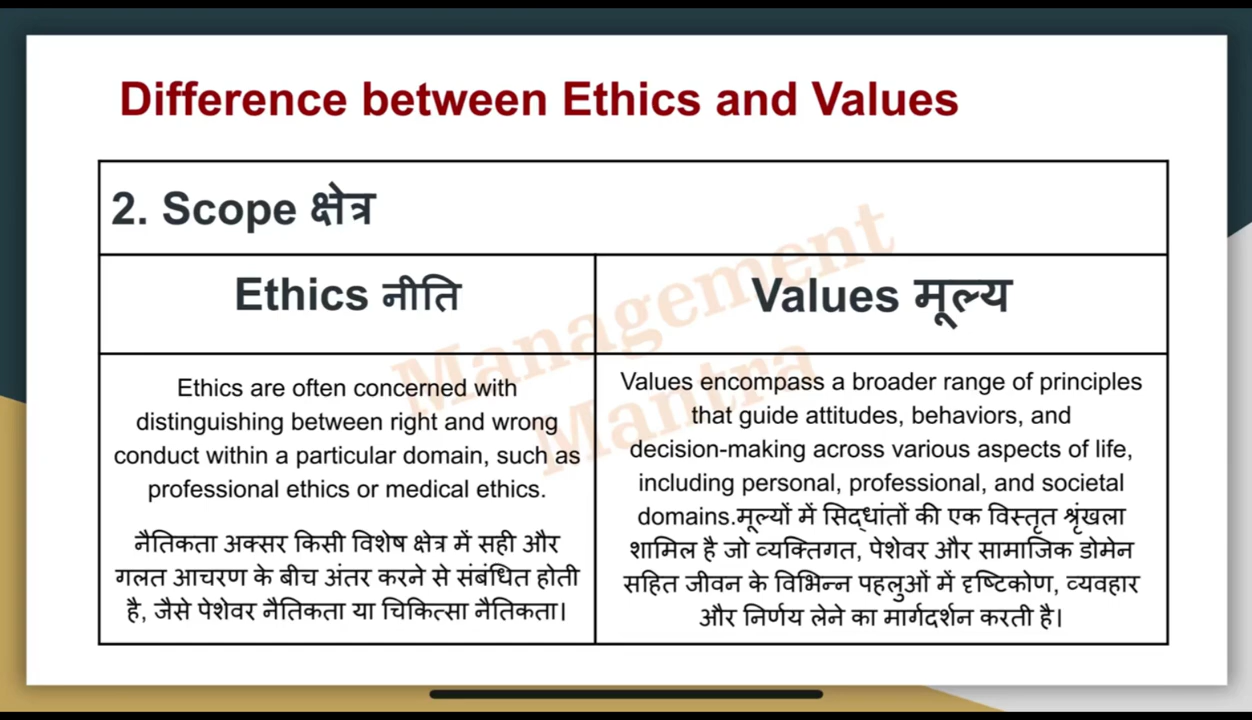 Difference between Ethics and Values
2. Scope क्षेत्र
Ethics नीति
Values मूल्य
Ethics are often concerned with
distinguishing between right and wrong
conduct within a particular domain, such as
professional ethics or medical ethics.
नैतिकता अक्सर किसी विशेष क्षेत्र में सही और
गलत आचरण के बीच अंतर करने से संबंधित होती
है, जैसे पेशेवर नैतिकता या चिकित्सा नैतिकता।
Values encompass a broader range of principles
that guide attitudes, behaviors, and
decision-making across various aspects of life,
including personal, professional, and societal
domains.मूल्यों में सिद्धांतों की एक विस्तृत श्रृंखला
शामिल है जो व्यक्तिगत, पेशेवर और सामाजिक डोमेन
सहित जीवन के विभिन्न पहलुओं में दृष्टिकोण, व्यवहार
और निर्णय लेने का मार्गदर्शन करती है।
Management
Mantra